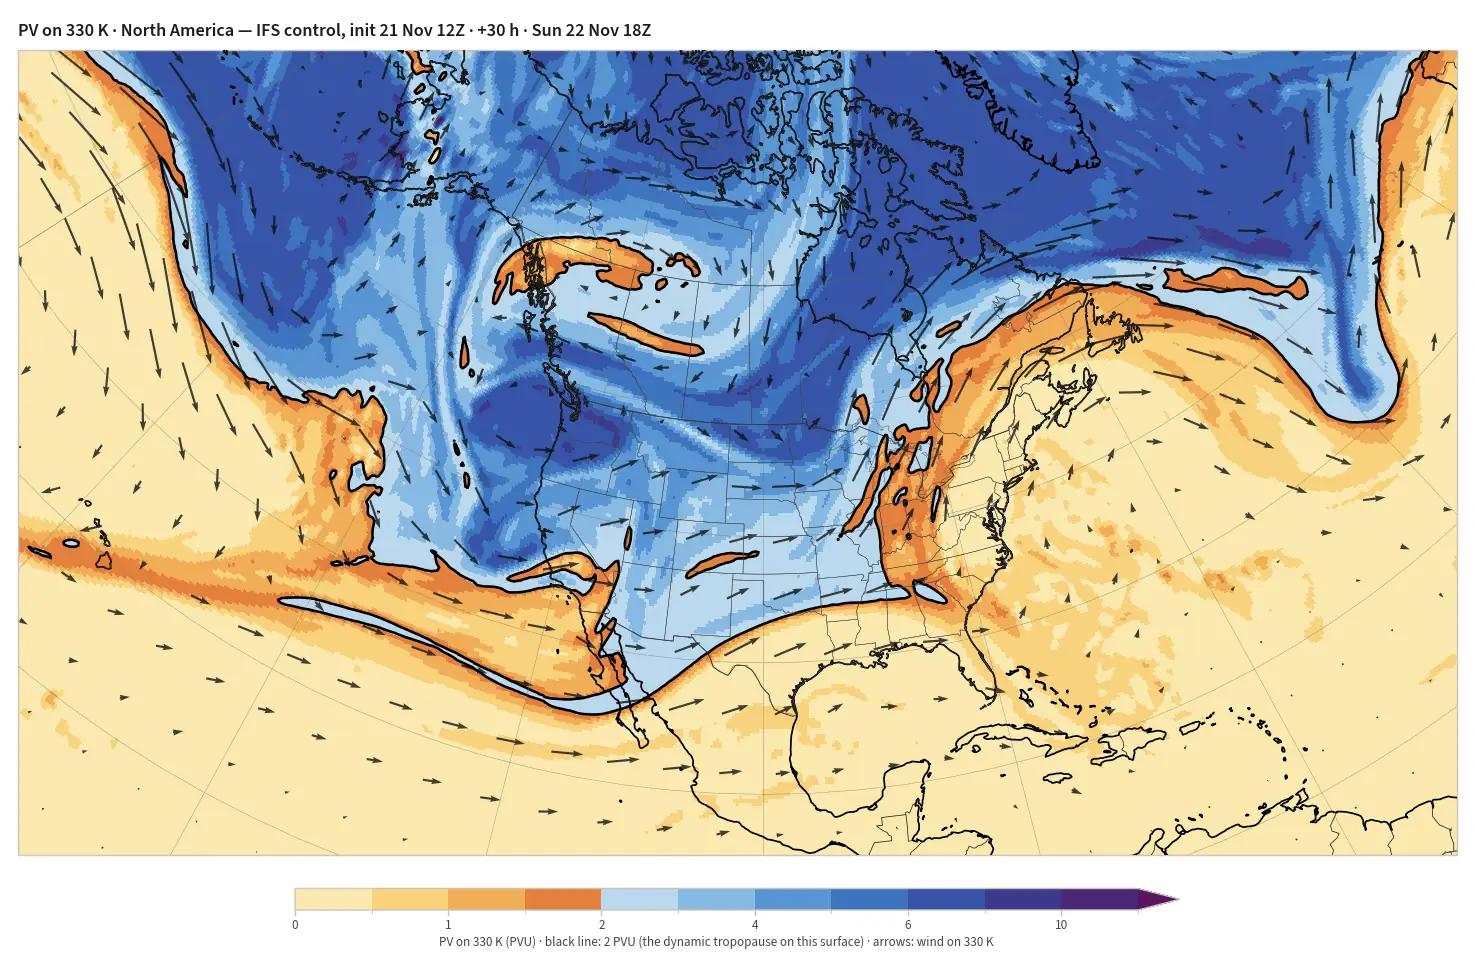 PV on 330 K · North America — IFS control, init 21 Nov 12Z · +30 h · Sun 22 Nov 18Z
0 1 2 4 6 10
PV on 330 K (PVU) · black line: 2 PVU (the dynamic tropopause on this surface) · arrows: wind on 330 K